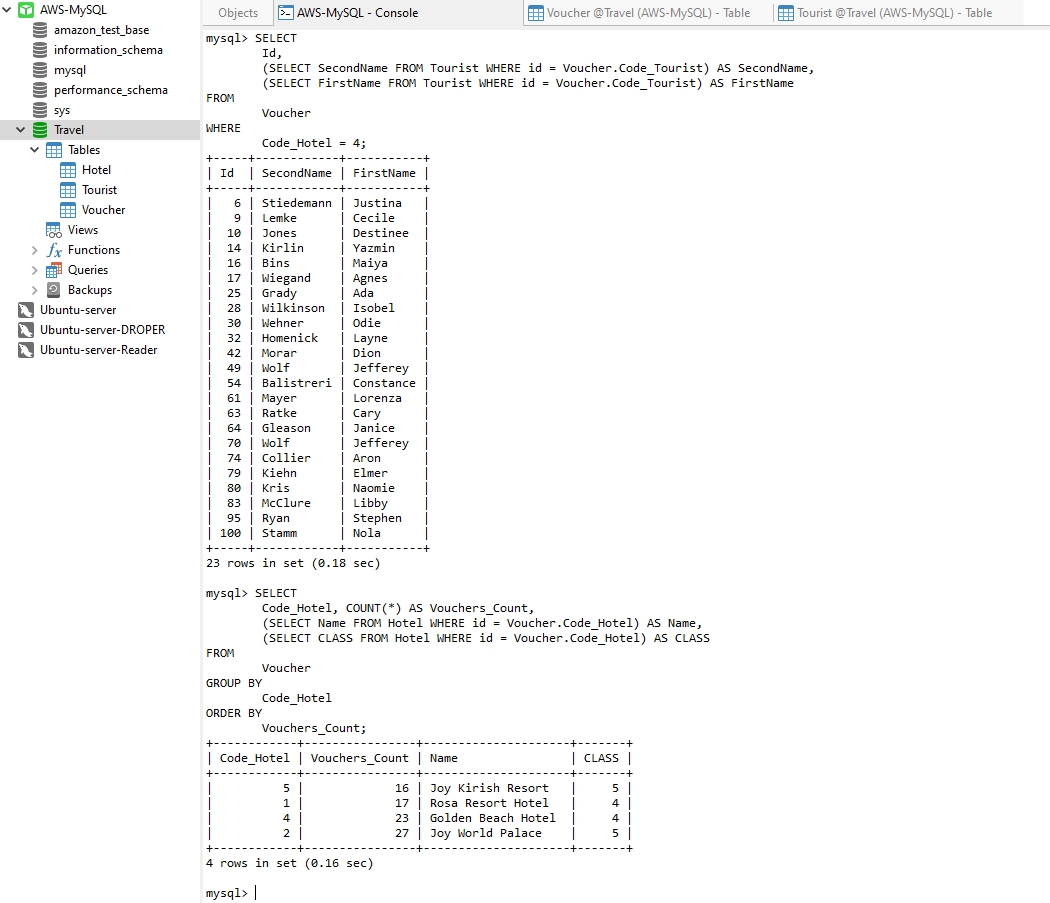 AWS-MySQL
amazon_test_base
information_schema
mysql
performance_schema
sys
Travel
Tables
Hotel
Tourist
Voucher
Views
fx Functions
Queries
Backups
Ubuntu-server
Ubuntu-server-DROPER
Ubuntu-server-Reader
Objects
AWS-MySQL - Console
Voucher @Travel (AWS-MySQL) - Table
Tourist @Travel (AWS-MySQL) - Table
mysql> SELECT
        Id,
        (SELECT SecondName FROM Tourist WHERE id = Voucher.Code_Tourist) AS SecondName,
        (SELECT FirstName FROM Tourist WHERE id = Voucher.Code_Tourist) AS FirstName
FROM
        Voucher
WHERE
        Code_Hotel = 4;
+-----+------------+-----------+
| Id  | SecondName | FirstName |
+-----+------------+-----------+
|   6 | Stiedemann | Justina   |
|   9 | Lemke      | Cecile    |
|  10 | Jones      | Destinee  |
|  14 | Kirlin     | Yazmin    |
|  16 | Bins       | Maiya     |
|  17 | Wiegand    | Agnes     |
|  25 | Grady      | Ada       |
|  28 | Wilkinson  | Isobel    |
|  30 | Wehner     | Odie      |
|  32 | Homenick   | Layne     |
|  42 | Morar      | Dion      |
|  49 | Wolf       | Jefferey  |
|  54 | Balistreri | Constance |
|  61 | Mayer      | Lorenza   |
|  63 | Ratke      | Cary      |
|  64 | Gleason    | Janice    |
|  70 | Wolf       | Jefferey  |
|  74 | Collier    | Aron      |
|  79 | Kiehn      | Elmer     |
|  80 | Kris       | Naomie    |
|  83 | McClure    | Libby     |
|  95 | Ryan       | Stephen   |
| 100 | Stamm      | Nola      |
+-----+------------+-----------+
23 rows in set (0.18 sec)
mysql> SELECT
        Code_Hotel, COUNT(*) AS Vouchers_Count,
        (SELECT Name FROM Hotel WHERE id = Voucher.Code_Hotel) AS Name,
        (SELECT CLASS FROM Hotel WHERE id = Voucher.Code_Hotel) AS CLASS
FROM
        Voucher
GROUP BY
        Code_Hotel
ORDER BY
        Vouchers_Count;
+------------+----------------+---------------------+-------+
| Code_Hotel | Vouchers_Count | Name                | CLASS |
+------------+----------------+---------------------+-------+
|          5 |             16 | Joy Kirish Resort   |     5 |
|          1 |             17 | Rosa Resort Hotel   |     4 |
|          4 |             23 | Golden Beach Hotel  |     4 |
|          2 |             27 | Joy World Palace    |     5 |
+------------+----------------+---------------------+-------+
4 rows in set (0.16 sec)
mysql>